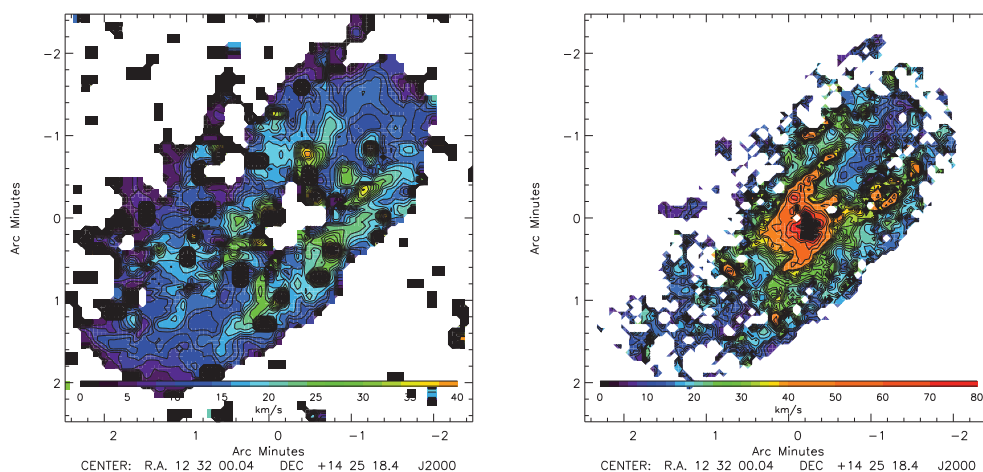 −2
−1
0
1
2
Arc Minutes
0 5 10 15 20 25 30 35 40
km/s
2 1 0 −1 −2
Arc Minutes
CENTER: R.A. 12 32 00.04 DEC +14 25 18.4 J2000
−2
−1
0
1
2
Arc Minutes
0 10 20 30 40 50 60 70 80
km/s
2 1 0 −1 −2
Arc Minutes
CENTER: R.A. 12 32 00.04 DEC +14 25 18.4 J2000